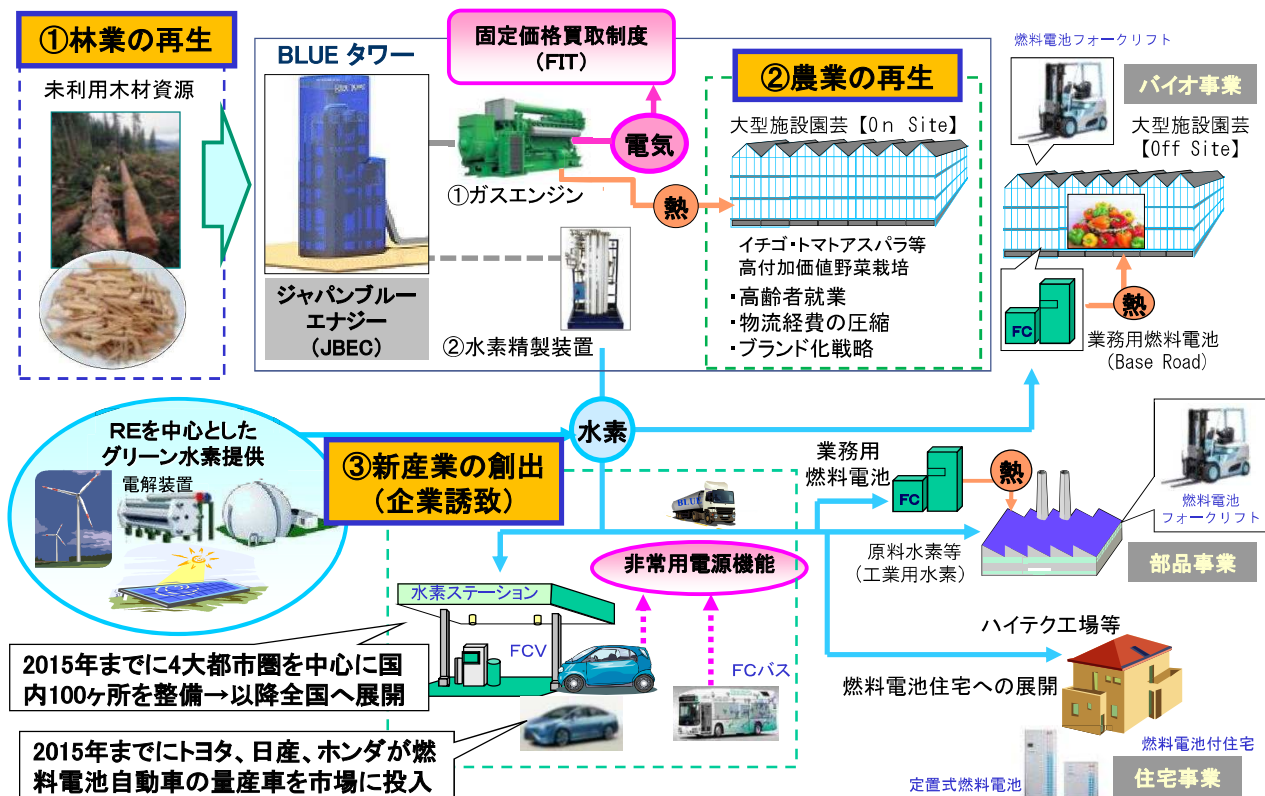 ①林業の再生
未利用木材資源
BLUE タワー
ジャパンブルー
エナジー
(JBEC)
固定価格買取制度
(FIT)
電気
①ガスエンジン
熱
②水素精製装置
②農業の再生
大型施設園芸【On Site】
イチゴ・トマトアスパラ等
高付加価値野菜栽培
・高齢者就業
・物流経費の圧縮
・ブランド化戦略
燃料電池フォークリフト
バイオ事業
大型施設園芸
【Off Site】
FC
熱
業務用燃料電池
(Base Road)
REを中心とした
グリーン水素提供
電解装置
水素
③新産業の創出
(企業誘致)
BLUE
業務用
燃料電池
FC
熱
燃料電池
フォークリフト
原料水素等
(工業用水素)
部品事業
非常用電源機能
水素ステーション
FCV
FCバス
2015年までに4大都市圏を中心に国
内100ヶ所を整備→以降全国へ展開
2015年までにトヨタ、日産、ホンダが燃
料電池自動車の量産車を市場に投入
ハイテク工場等
燃料電池住宅への展開
燃料電池付住宅
定置式燃料電池
住宅事業